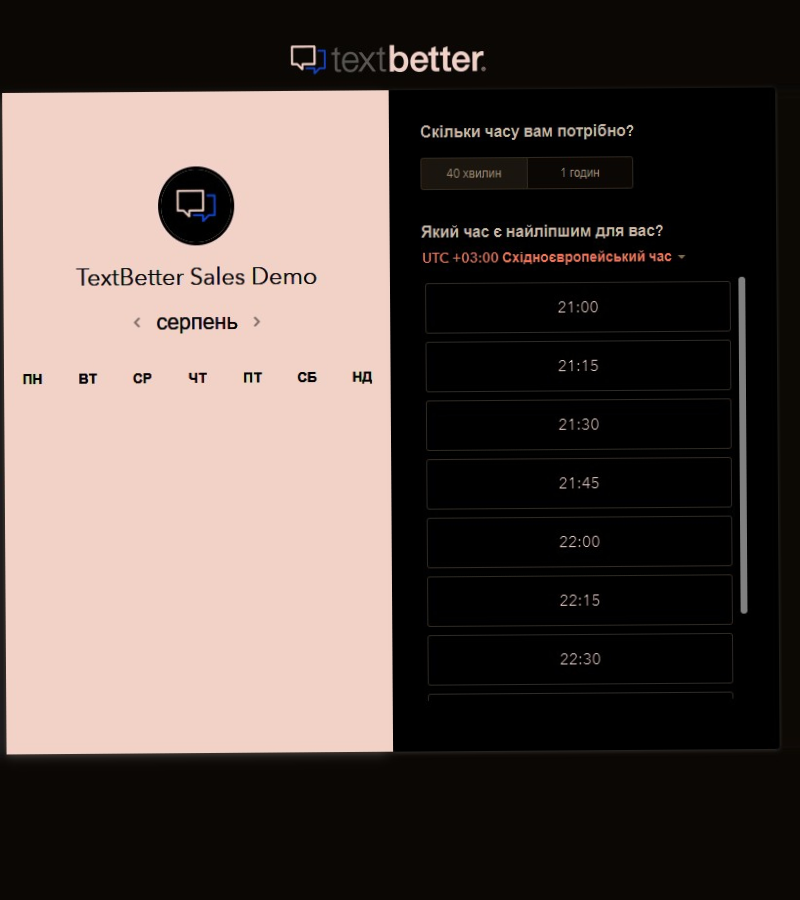 textbetter.
TextBetter Sales Demo
серпень
ПН ВТ СР ЧТ ПТ СБ НД
Скільки часу вам потрібно?
40 хвилин 1 годин
Який час є найліпшим для вас?
UTC +03:00 Східноєвропейський час
21:00
21:15
21:30
21:45
22:00
22:15
22:30